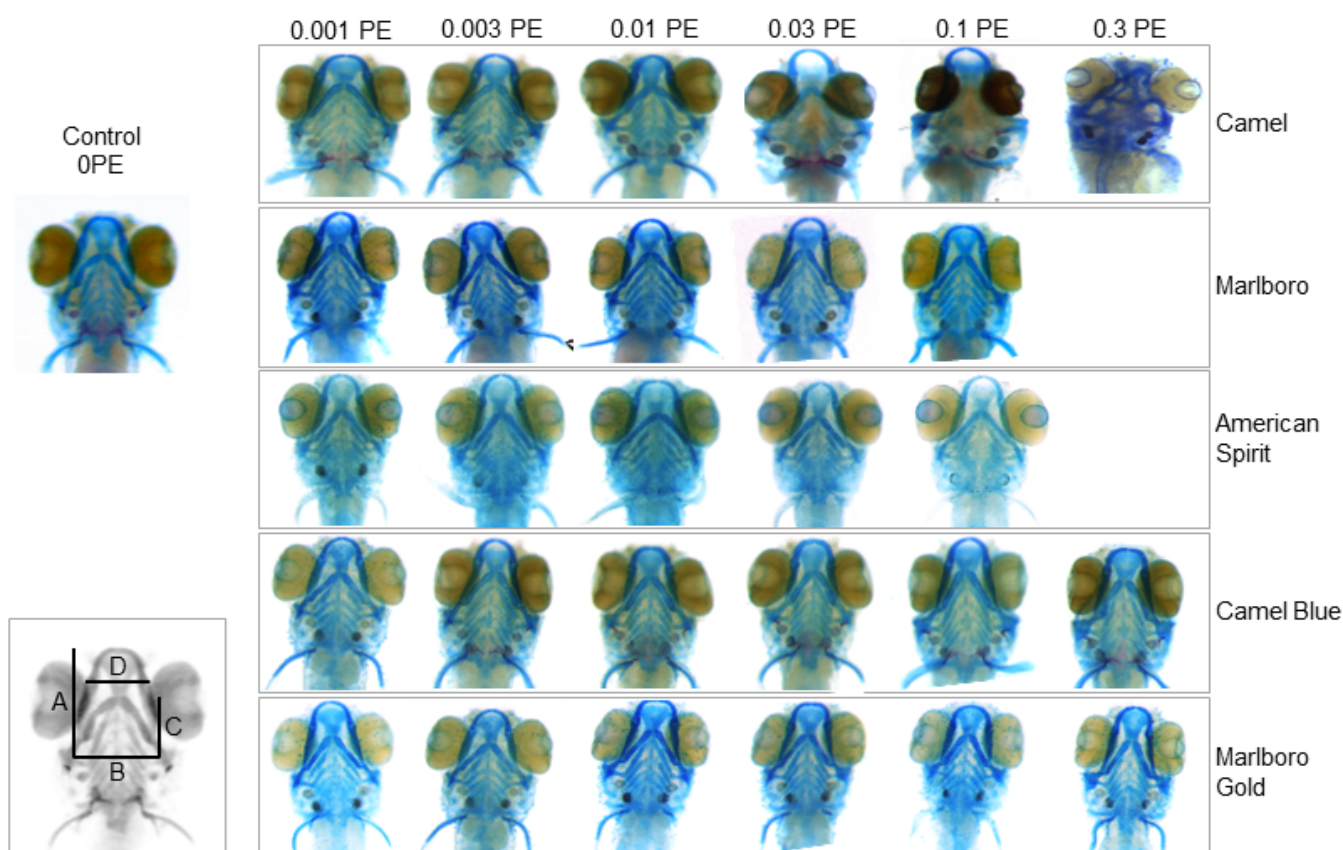 0.001 PE 0.003 PE 0.01 PE 0.03 PE 0.1 PE 0.3 PE
Control
0PE
Camel
Marlboro
American
Spirit
Camel Blue
Marlboro
Gold
D
A
C
B